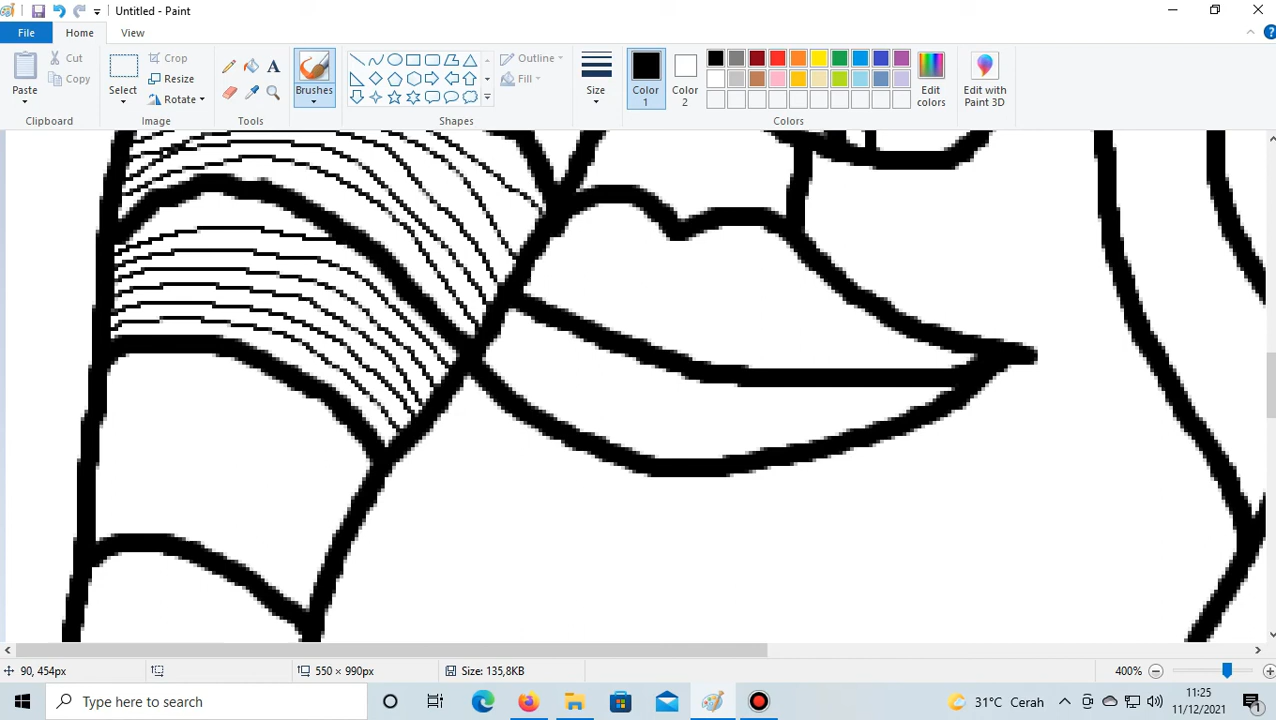 Untitled - Paint
File Home View
Paste
Cut
Copy
Clipboard
Select
Crop
Resize
Rotate
Image
A
Tools
Brushes
Outline
Fill
Shapes
Size
Color 1
Color 2
Edit colors
Colors
Edit with Paint 3D
90, 454px
550 × 990px
Size: 135,8KB
400%
Type here to search
31°C Cerah
11:25
11/12/2021
1